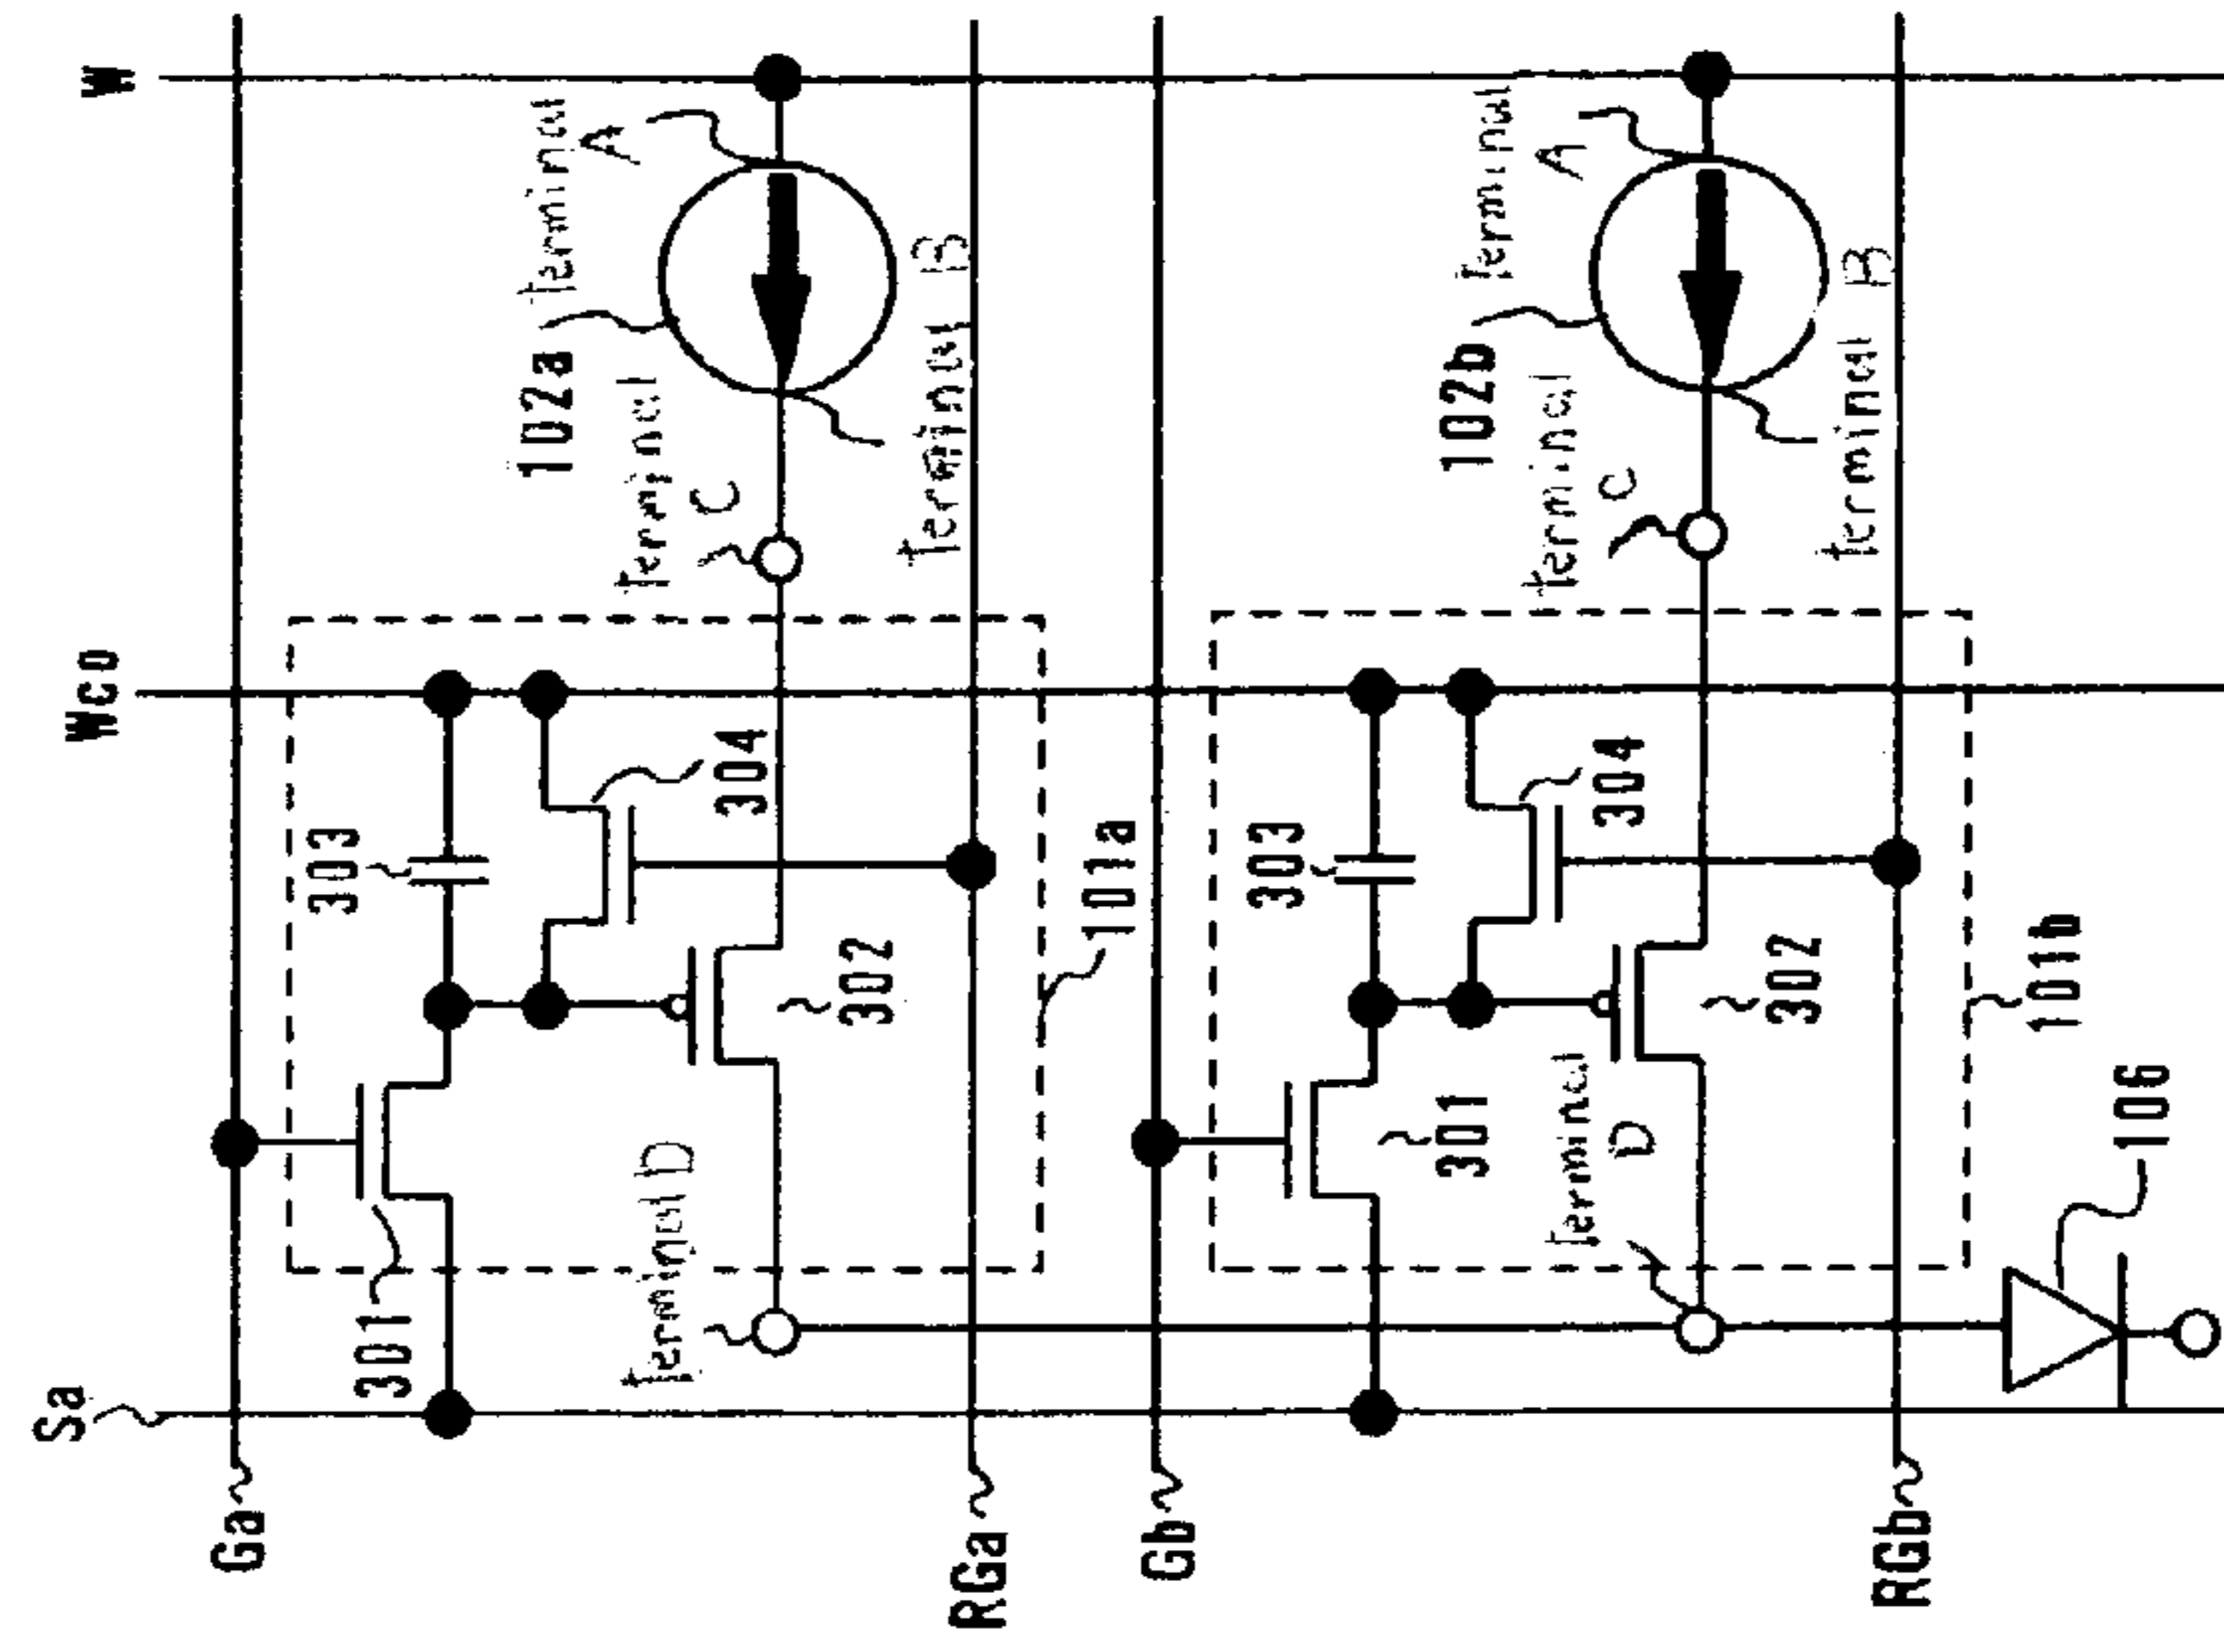 W
Wco
Sa
Ga
RGa
Gb
RGb
Terminal
A
102a
Terminal
B
Terminal
C
303
304
302
301
101a
Terminal D
Terminal
A
102b
Terminal
B
Terminal
C
303
304
302
301
101b
Terminal
D
106